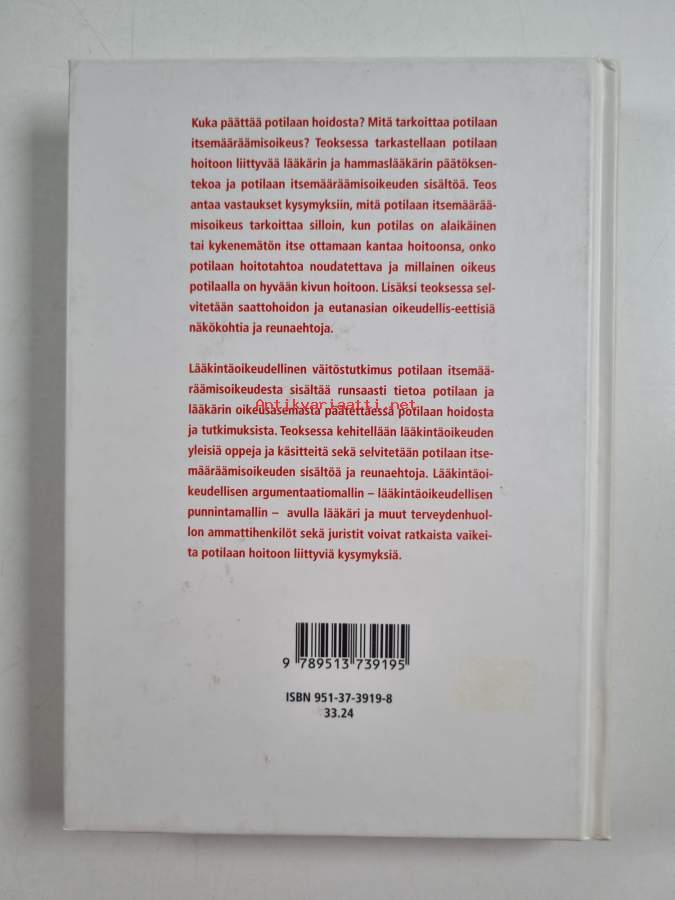 Kuka päättää potilaan hoidosta? Mitä tarkoittaa potilaan
itsemääräämisoikeus? Teoksessa tarkastellaan potilaan
hoitoon liittyvää lääkärin ja hammaslääkärin päätöksen-
tekoa ja potilaan itsemääräämisoikeuden sisältöä. Teos
antaa vastaukset kysymyksiin, mitä potilaan itsemäärää-
misoikeus tarkoittaa silloin, kun potilas on alaikäinen
tai kykenemätön itse ottamaan kantaa hoitoonsa, onko
potilaan hoitotahtoa noudatettava ja millainen oikeus
potilaalla on hyvään kivun hoitoon. Lisäksi teoksessa sel-
vitetään saattohoidon ja eutanasian oikeudellis-eettisiä
näkökohtia ja reunaehtoja.
Lääkintäoikeudellinen väitöstutkimus potilaan itsemää-
räämisoikeudesta sisältää runsaasti tietoa potilaan ja
Antikvariaatti.net
lääkärin oikeusasemasta päätettäessä potilaan hoidosta
ja tutkimuksista. Teoksessa kehitellään lääkintäoikeuden
yleisiä oppeja ja käsitteitä sekä selvitetään potilaan itse-
määräämisoikeuden sisältöä ja reunaehtoja. Lääkintäoi-
keudellisen argumentaatiomallin – lääkintäoikeudellisen
punnintamallin – avulla lääkäri ja muut terveydenhuol-
lon ammattihenkilöt sekä juristit voivat ratkaista vaikei-
ta potilaan hoitoon liittyviä kysymyksiä.
9 789513 739195
ISBN 951-37-3919-8
33.24